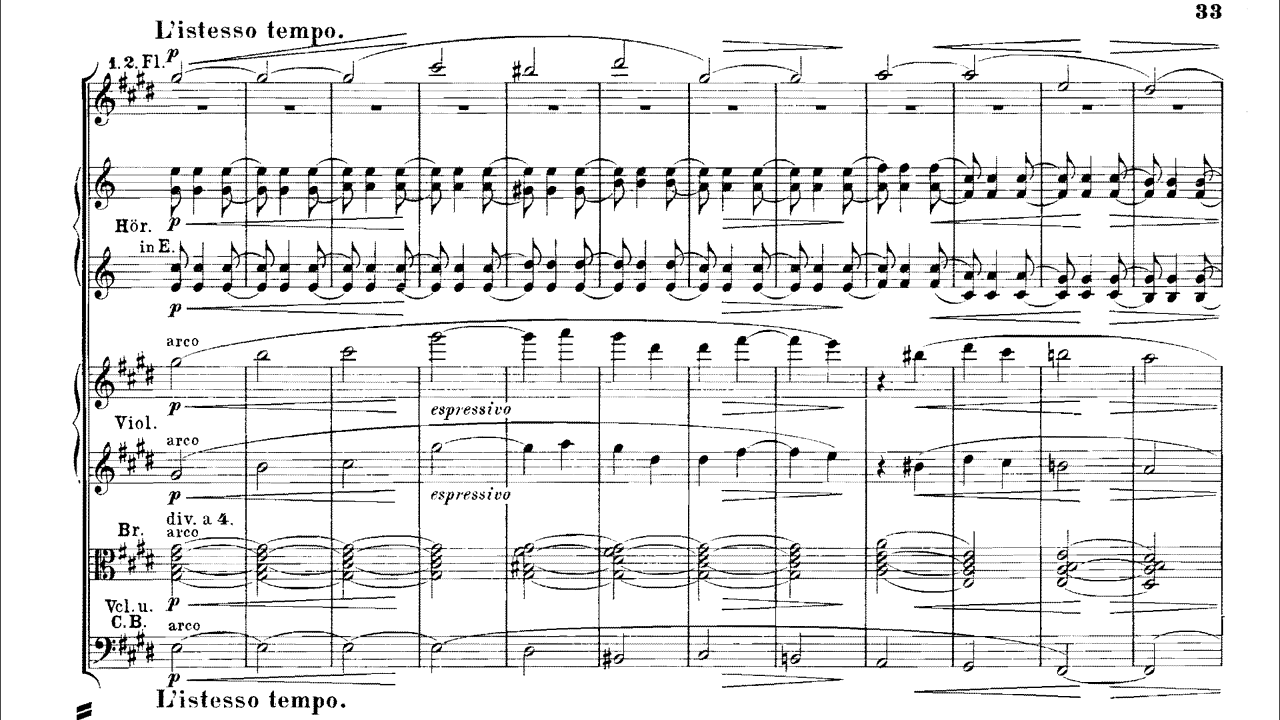 33
L'istesso tempo.
1. 2. Fl. p
p
Hör.
in E.
p
arco
p
espressivo
Viol.
arco
p
espressivo
div. a 4.
Br. arco
p
Vcl. u.
C.B. arco
p
L'istesso tempo.